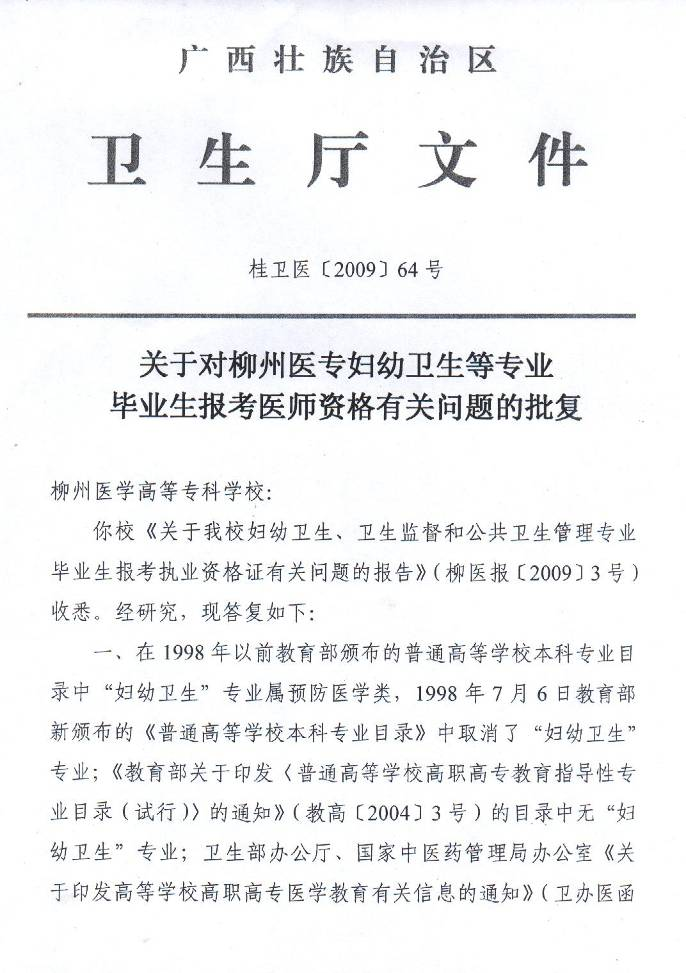 广西壮族自治区
卫生厅文件
桂卫医〔2009〕64号
关于对柳州医专妇幼卫生等专业
毕业生报考医师资格有关问题的批复
柳州医学高等专科学校：
你校《关于我校妇幼卫生、卫生监督和公共卫生管理专业
毕业生报考执业资格证有关问题的报告》（柳医报〔2009〕3号）
收悉。经研究，现答复如下：
一、在1998年以前教育部颁布的普通高等学校本科专业目
录中“妇幼卫生”专业属预防医学类，1998年7月6日教育部
新颁布的《普通高等学校本科专业目录》中取消了“妇幼卫生”
专业；《教育部关于印发〈普通高等学校高职高专教育指导性专
业目录（试行）〉的通知》（教高〔2004〕3号）的目录中无“妇
幼卫生”专业；卫生部办公厅、国家中医药管理局办公室《关
于印发高等学校高职高专医学教育有关信息的通知》（卫办医函